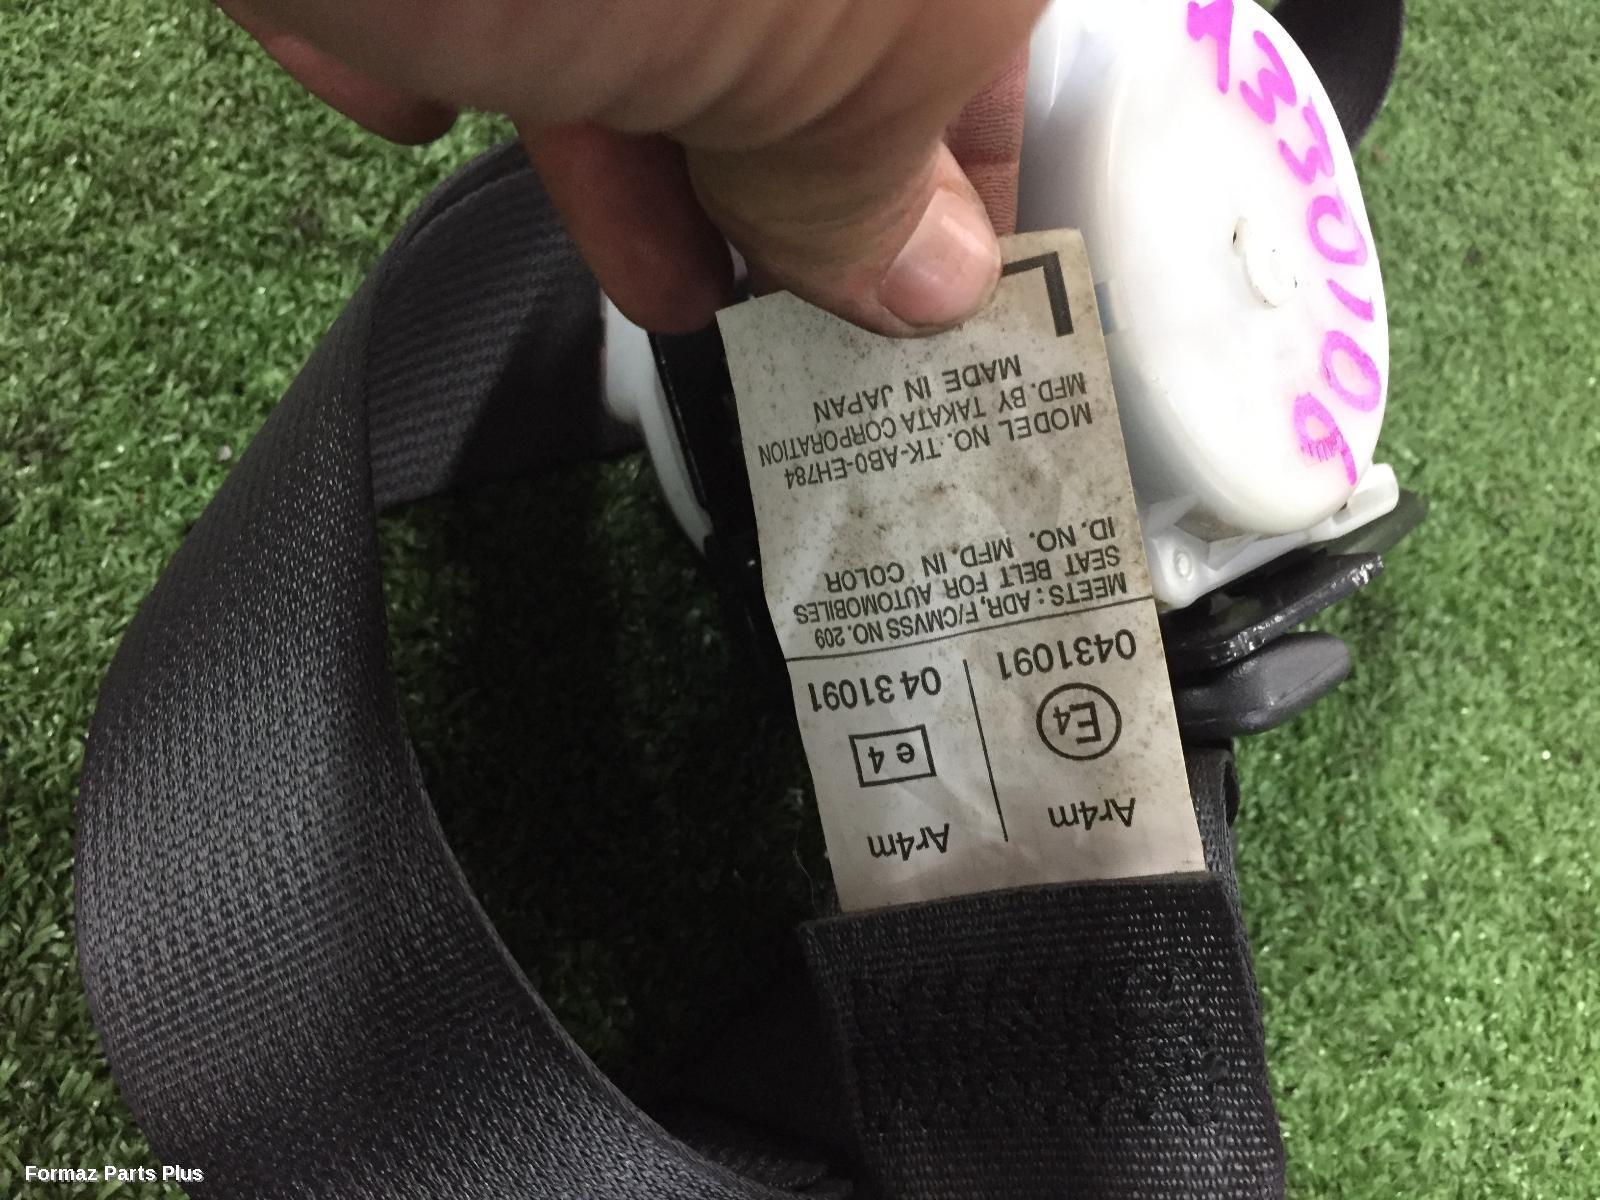 Ar4m
E4
0431091
Ar4m
e4
0431091
MEETS: ADR, F/CMVSS NO. 209
SEAT BELT FOR AUTOMOBILES
ID. NO. MFD. IN COLOR
MODEL NO. TK-AB0-EH784
MFD. BY TAKATA CORPORATION
MADE IN JAPAN
Formaz Parts Plus